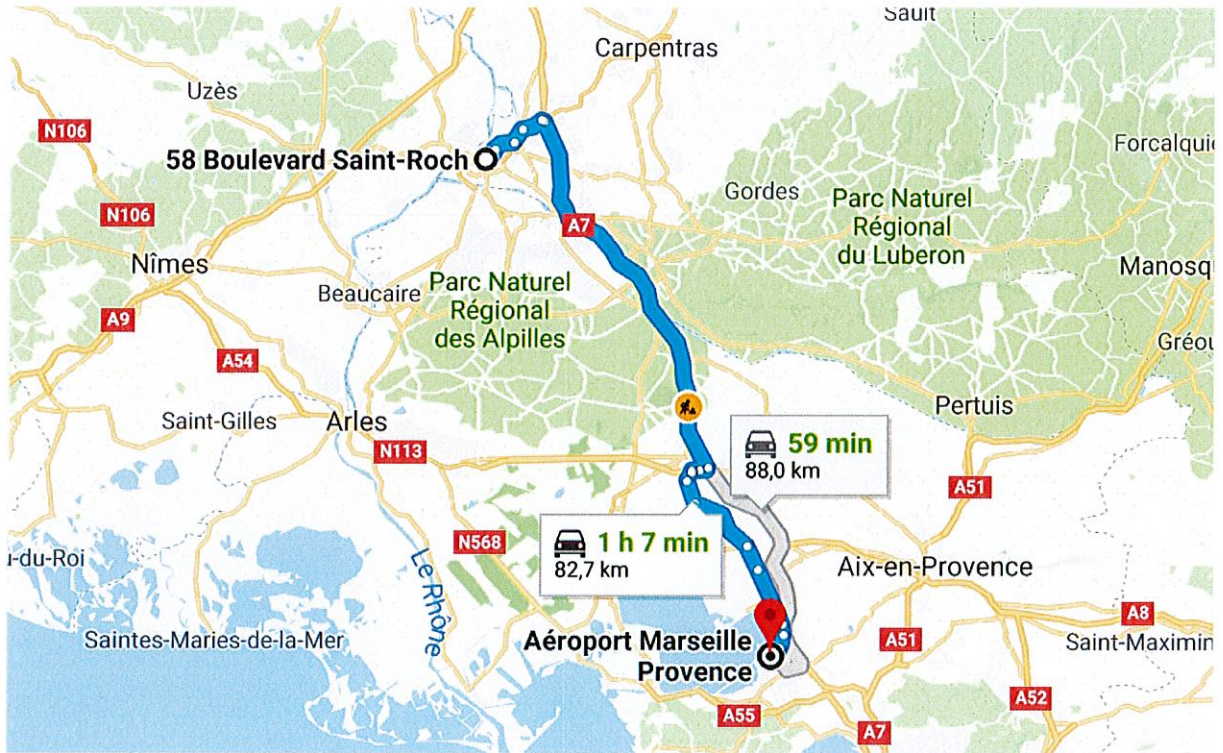 Sault
Carpentras
Uzès
N106
58 Boulevard Saint-Roch
Forcalquie
Gordes
Parc Naturel
Régional
du Luberon
N106
A7
Nîmes
Manosqu
Beaucaire
Parc Naturel
Régional
des Alpilles
A9
A54
Gréou
Saint-Gilles
Arles
Pertuis
N113
59 min
88,0 km
A51
1 h 7 min
82,7 km
N568
u-du-Roi
Aix-en-Provence
Le Rhône
A8
Saintes-Maries-de-la-Mer
Aéroport Marseille
Provence
A51
Saint-Maximin
A52
A55
A7